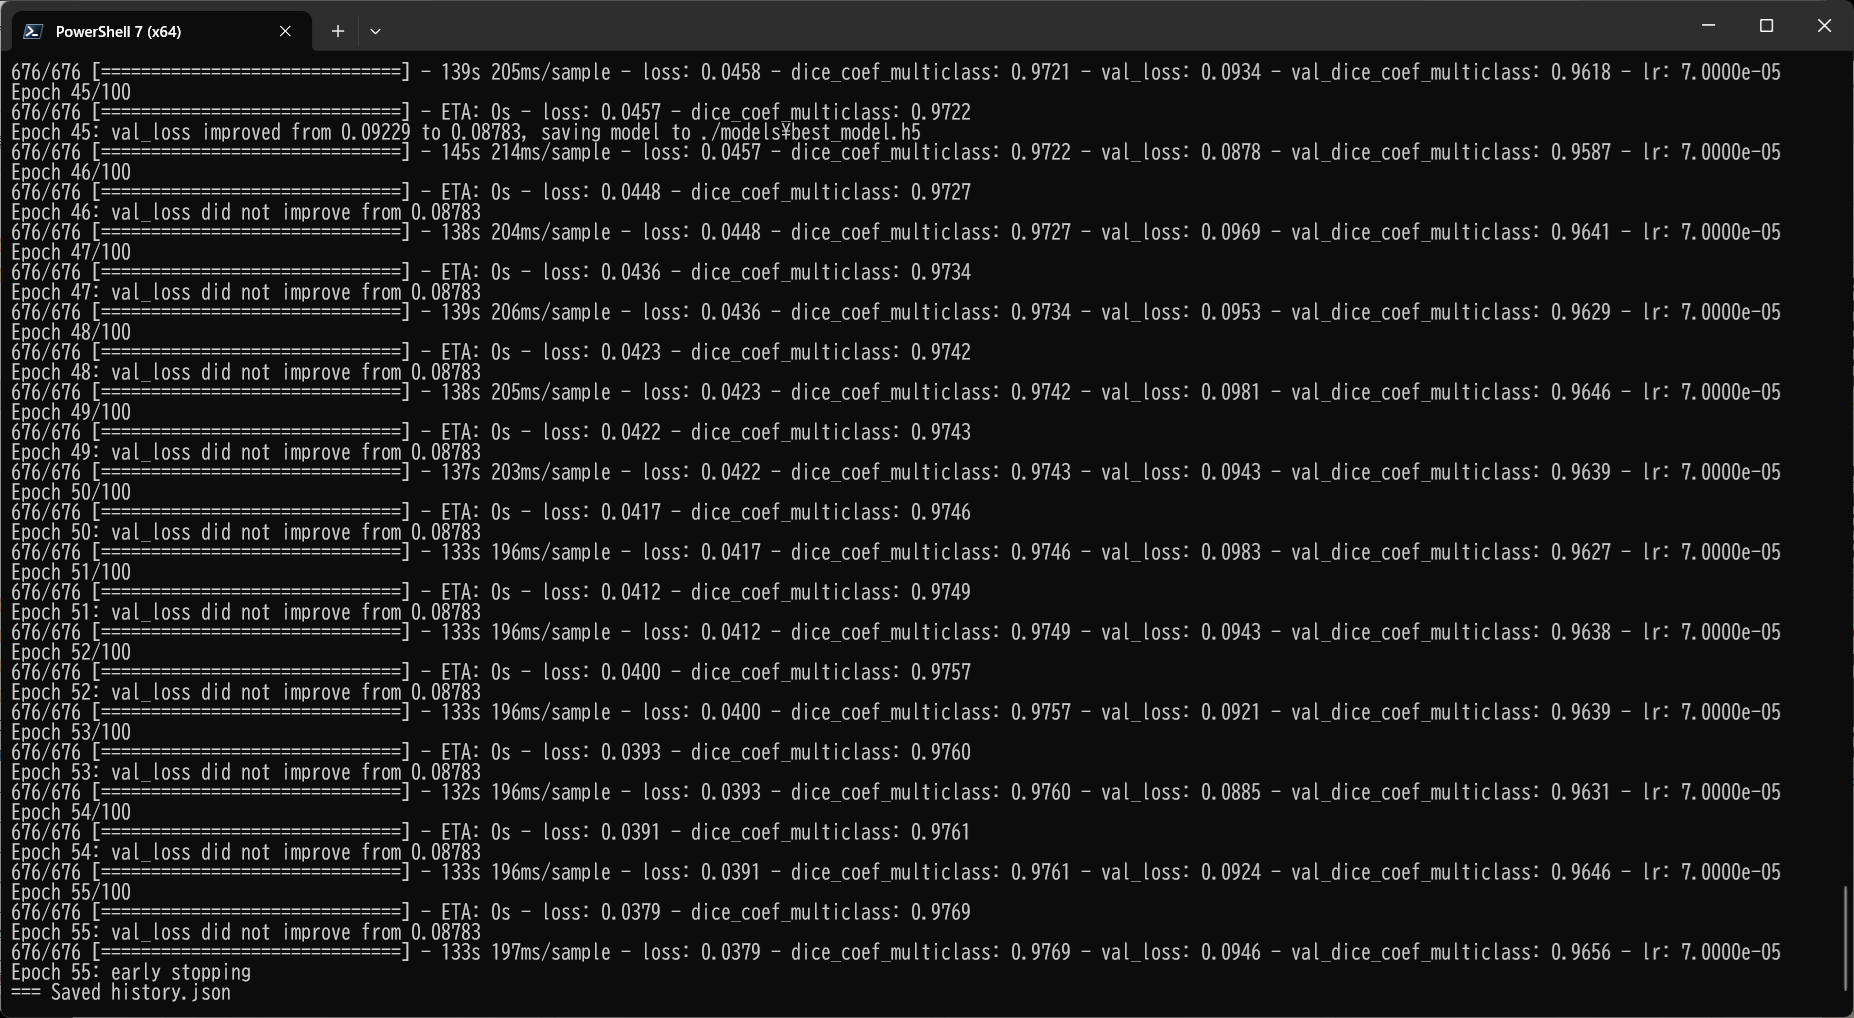 PowerShell 7 (x64)
676/676 [==============================] - 139s 205ms/sample - loss: 0.0458 - dice_coef_multiclass: 0.9721 - val_loss: 0.0934 - val_dice_coef_multiclass: 0.9618 - lr: 7.0000e-05
Epoch 45/100
676/676 [==============================] - ETA: 0s - loss: 0.0457 - dice_coef_multiclass: 0.9722
Epoch 45: val_loss improved from 0.09229 to 0.08783, saving model to ./models¥best_model.h5
676/676 [==============================] - 145s 214ms/sample - loss: 0.0457 - dice_coef_multiclass: 0.9722 - val_loss: 0.0878 - val_dice_coef_multiclass: 0.9587 - lr: 7.0000e-05
Epoch 46/100
676/676 [==============================] - ETA: 0s - loss: 0.0448 - dice_coef_multiclass: 0.9727
Epoch 46: val_loss did not improve from 0.08783
676/676 [==============================] - 138s 204ms/sample - loss: 0.0448 - dice_coef_multiclass: 0.9727 - val_loss: 0.0969 - val_dice_coef_multiclass: 0.9641 - lr: 7.0000e-05
Epoch 47/100
676/676 [==============================] - ETA: 0s - loss: 0.0436 - dice_coef_multiclass: 0.9734
Epoch 47: val_loss did not improve from 0.08783
676/676 [==============================] - 139s 206ms/sample - loss: 0.0436 - dice_coef_multiclass: 0.9734 - val_loss: 0.0953 - val_dice_coef_multiclass: 0.9629 - lr: 7.0000e-05
Epoch 48/100
676/676 [==============================] - ETA: 0s - loss: 0.0423 - dice_coef_multiclass: 0.9742
Epoch 48: val_loss did not improve from 0.08783
676/676 [==============================] - 138s 205ms/sample - loss: 0.0423 - dice_coef_multiclass: 0.9742 - val_loss: 0.0981 - val_dice_coef_multiclass: 0.9646 - lr: 7.0000e-05
Epoch 49/100
676/676 [==============================] - ETA: 0s - loss: 0.0422 - dice_coef_multiclass: 0.9743
Epoch 49: val_loss did not improve from 0.08783
676/676 [==============================] - 137s 203ms/sample - loss: 0.0422 - dice_coef_multiclass: 0.9743 - val_loss: 0.0943 - val_dice_coef_multiclass: 0.9639 - lr: 7.0000e-05
Epoch 50/100
676/676 [==============================] - ETA: 0s - loss: 0.0417 - dice_coef_multiclass: 0.9746
Epoch 50: val_loss did not improve from 0.08783
676/676 [==============================] - 133s 196ms/sample - loss: 0.0417 - dice_coef_multiclass: 0.9746 - val_loss: 0.0983 - val_dice_coef_multiclass: 0.9627 - lr: 7.0000e-05
Epoch 51/100
676/676 [==============================] - ETA: 0s - loss: 0.0412 - dice_coef_multiclass: 0.9749
Epoch 51: val_loss did not improve from 0.08783
676/676 [==============================] - 133s 196ms/sample - loss: 0.0412 - dice_coef_multiclass: 0.9749 - val_loss: 0.0943 - val_dice_coef_multiclass: 0.9638 - lr: 7.0000e-05
Epoch 52/100
676/676 [==============================] - ETA: 0s - loss: 0.0400 - dice_coef_multiclass: 0.9757
Epoch 52: val_loss did not improve from 0.08783
676/676 [==============================] - 133s 196ms/sample - loss: 0.0400 - dice_coef_multiclass: 0.9757 - val_loss: 0.0921 - val_dice_coef_multiclass: 0.9639 - lr: 7.0000e-05
Epoch 53/100
676/676 [==============================] - ETA: 0s - loss: 0.0393 - dice_coef_multiclass: 0.9760
Epoch 53: val_loss did not improve from 0.08783
676/676 [==============================] - 132s 196ms/sample - loss: 0.0393 - dice_coef_multiclass: 0.9760 - val_loss: 0.0885 - val_dice_coef_multiclass: 0.9631 - lr: 7.0000e-05
Epoch 54/100
676/676 [==============================] - ETA: 0s - loss: 0.0391 - dice_coef_multiclass: 0.9761
Epoch 54: val_loss did not improve from 0.08783
676/676 [==============================] - 133s 196ms/sample - loss: 0.0391 - dice_coef_multiclass: 0.9761 - val_loss: 0.0924 - val_dice_coef_multiclass: 0.9646 - lr: 7.0000e-05
Epoch 55/100
676/676 [==============================] - ETA: 0s - loss: 0.0379 - dice_coef_multiclass: 0.9769
Epoch 55: val_loss did not improve from 0.08783
676/676 [==============================] - 133s 197ms/sample - loss: 0.0379 - dice_coef_multiclass: 0.9769 - val_loss: 0.0946 - val_dice_coef_multiclass: 0.9656 - lr: 7.0000e-05
Epoch 55: early stopping
=== Saved history.json